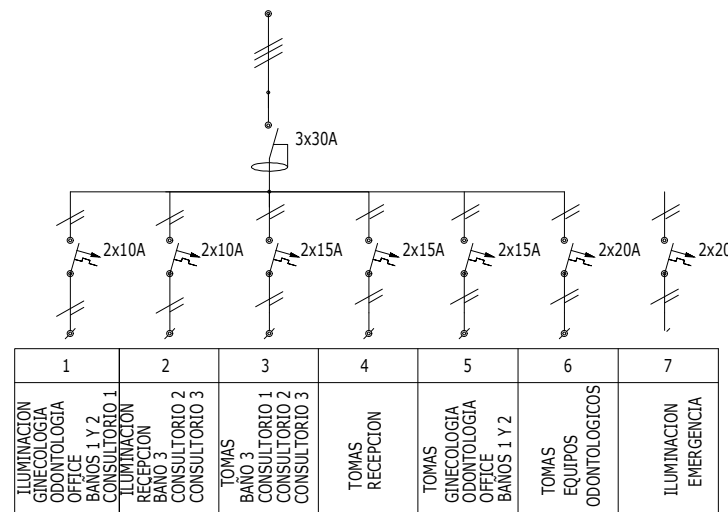 3x30A
2x10A
2x10A
2x15A
2x15A
2x15A
2x20A
2x20
1
2
3
4
5
6
7
ILUMINACION
GINECOLOGIA
ODONTOLOGIA
OFFICE
BAÑOS 1 Y 2
CONSULTORIO 1
ILUMINACION
RECEPCION
BAÑO 3
CONSULTORIO 2
CONSULTORIO 3
TOMAS
BAÑO 3
CONSULTORIO 1
CONSULTORIO 2
CONSULTORIO 3
TOMAS
RECEPCION
TOMAS
GINECOLOGIA
ODONTOLOGIA
OFFICE
BAÑOS 1 Y 2
TOMAS
EQUIPOS
ODONTOLOGICOS
ILUMINACION
EMERGENCIA